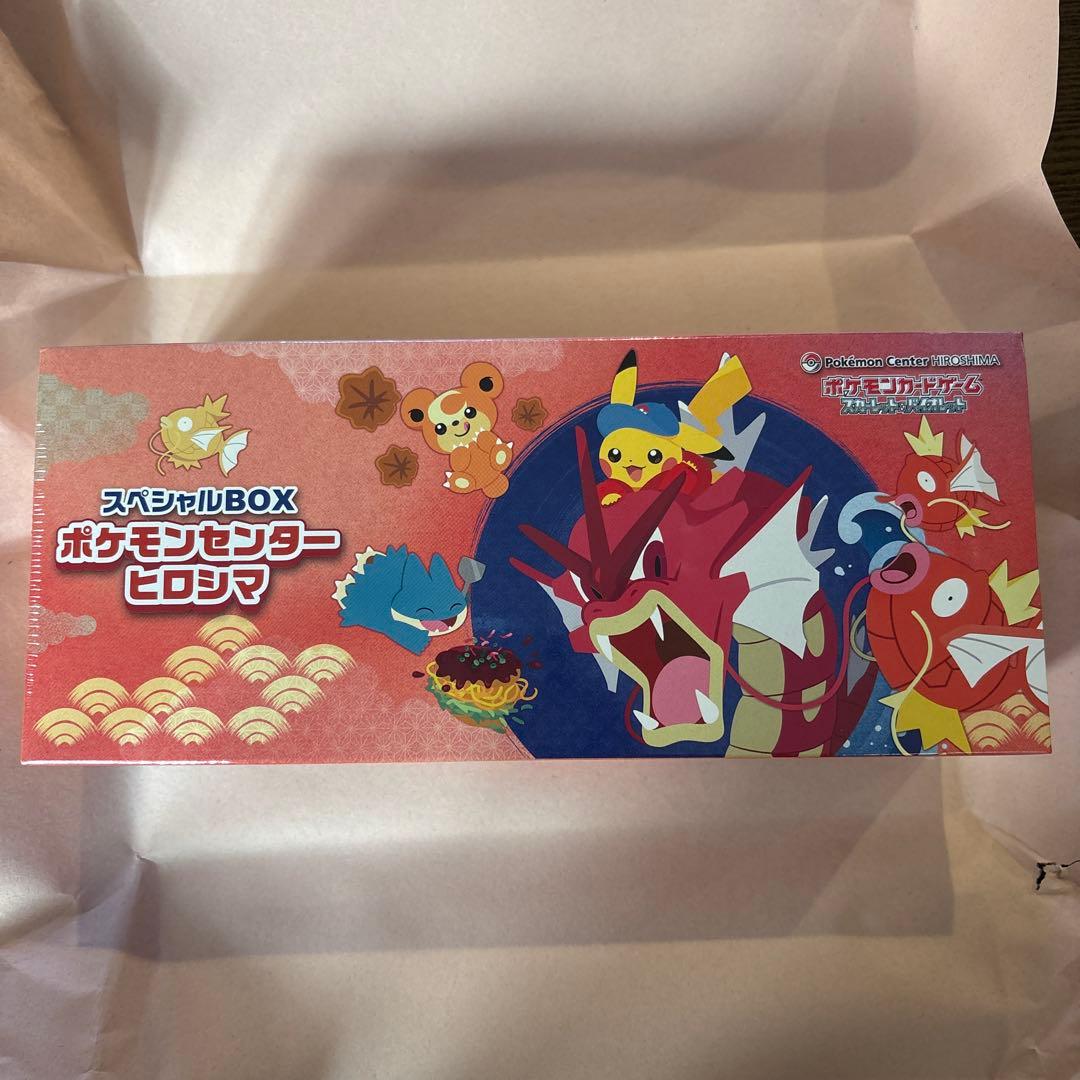 Pokémon Center HIROSHIMA
ポケモンカードゲーム
スカーレット&バイオレット
スペシャルBOX
ポケモンセンター
ヒロシマ